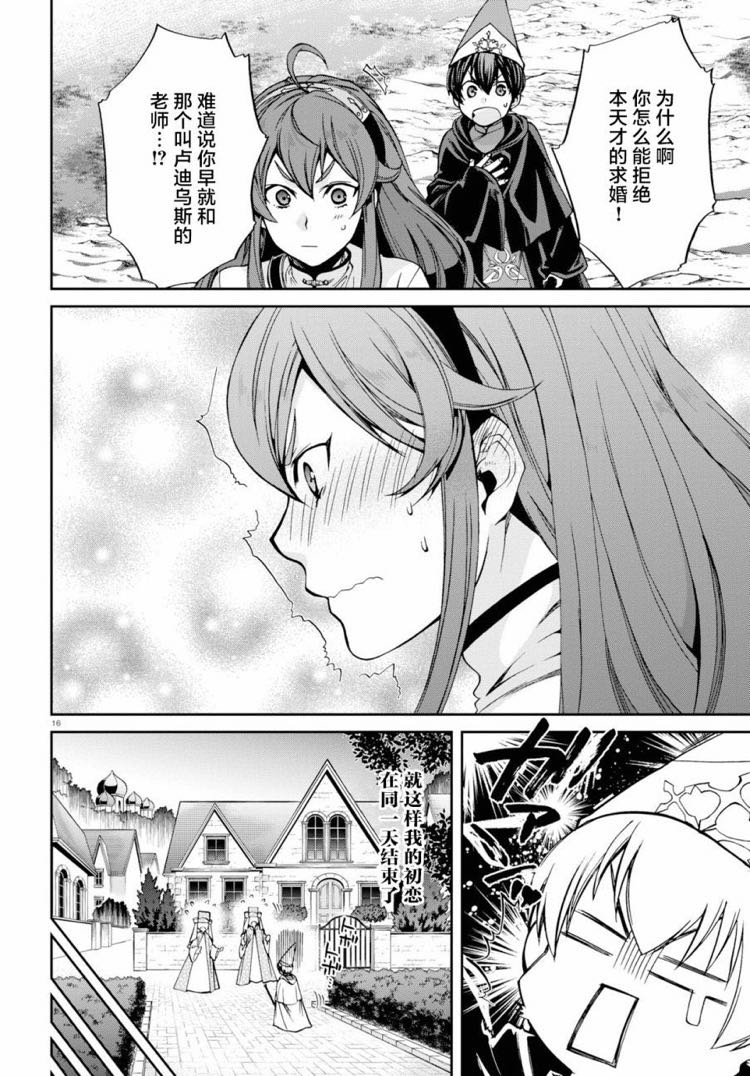 为什么啊
你怎么能拒绝
本天才的求婚！
难道说你早就和
那个叫卢迪乌斯的
老师…!?
16
就这样我的初恋
在同一天结束了